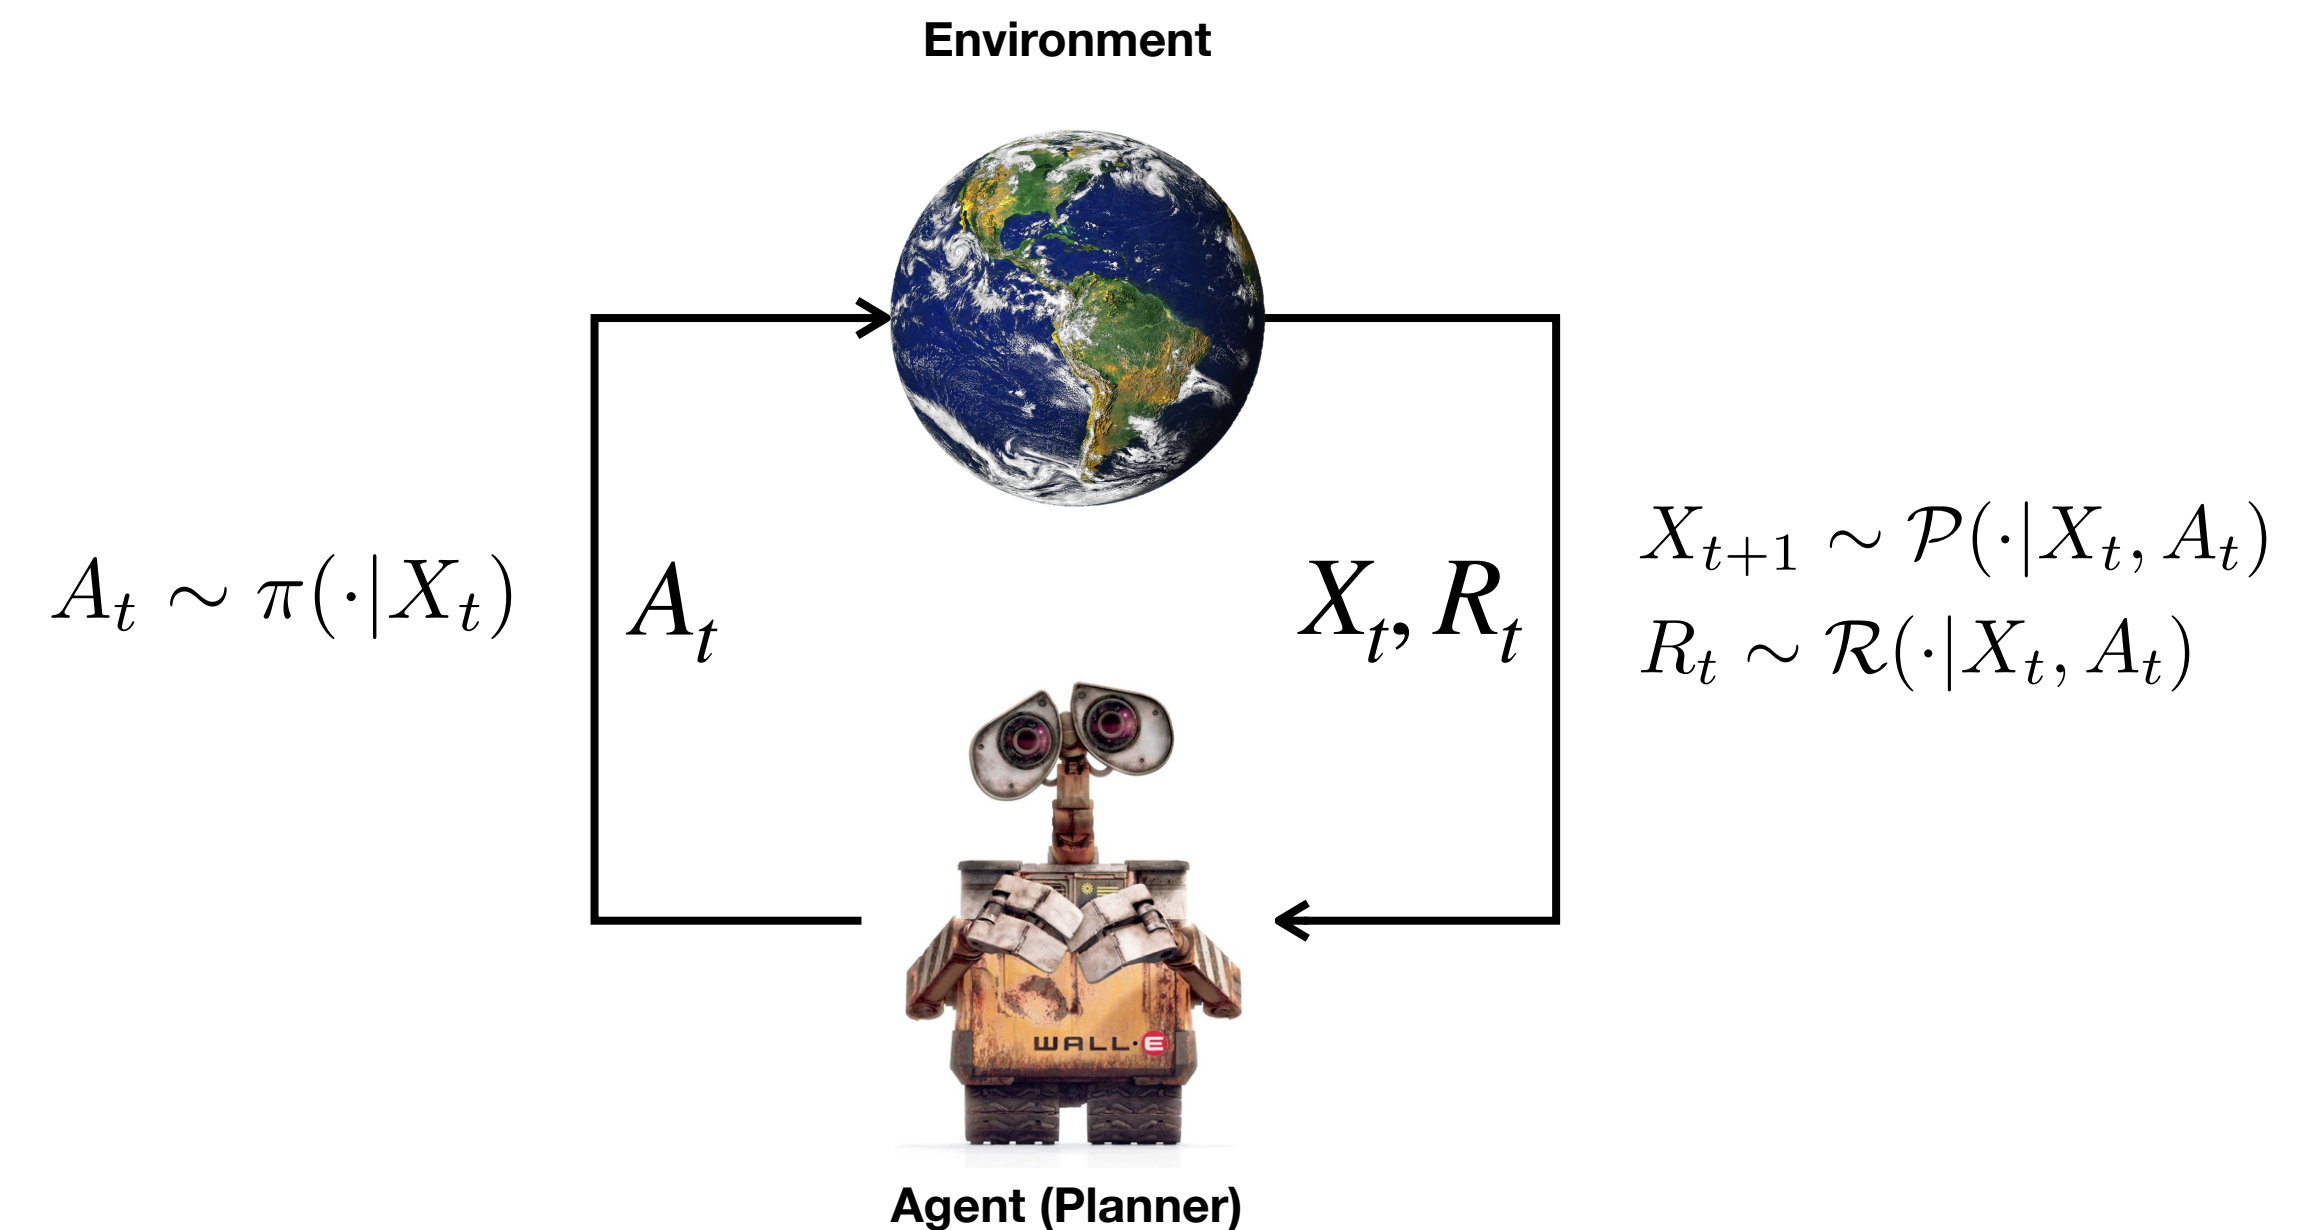 Environment
A_t ∼ π(·|X_t)
A_t
X_t, R_t
X_{t+1} ∼ 𝒫(·|X_t, A_t)
R_t ∼ ℛ(·|X_t, A_t)
WALL·E
Agent (Planner)